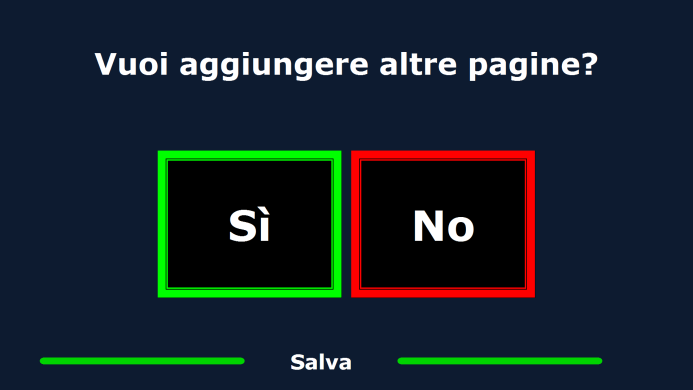 Vuoi aggiungere altre pagine?
Sì
No
Salva